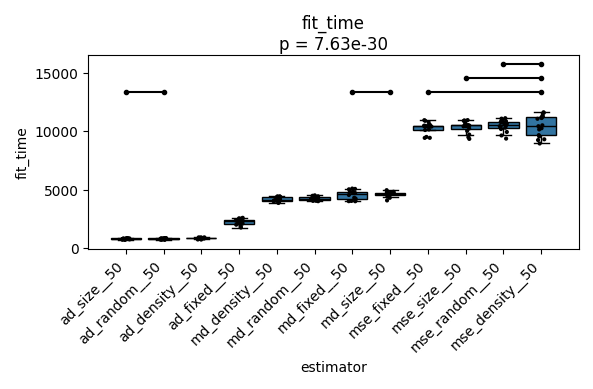 fit_time
p = 7.63e-30
15000
10000
5000
0
fit_time
ad_size__50
ad_random__50
ad_density__50
ad_fixed__50
md_density__50
md_random__50
md_fixed__50
md_size__50
mse_fixed__50
mse_size__50
mse_random__50
mse_density__50
estimator